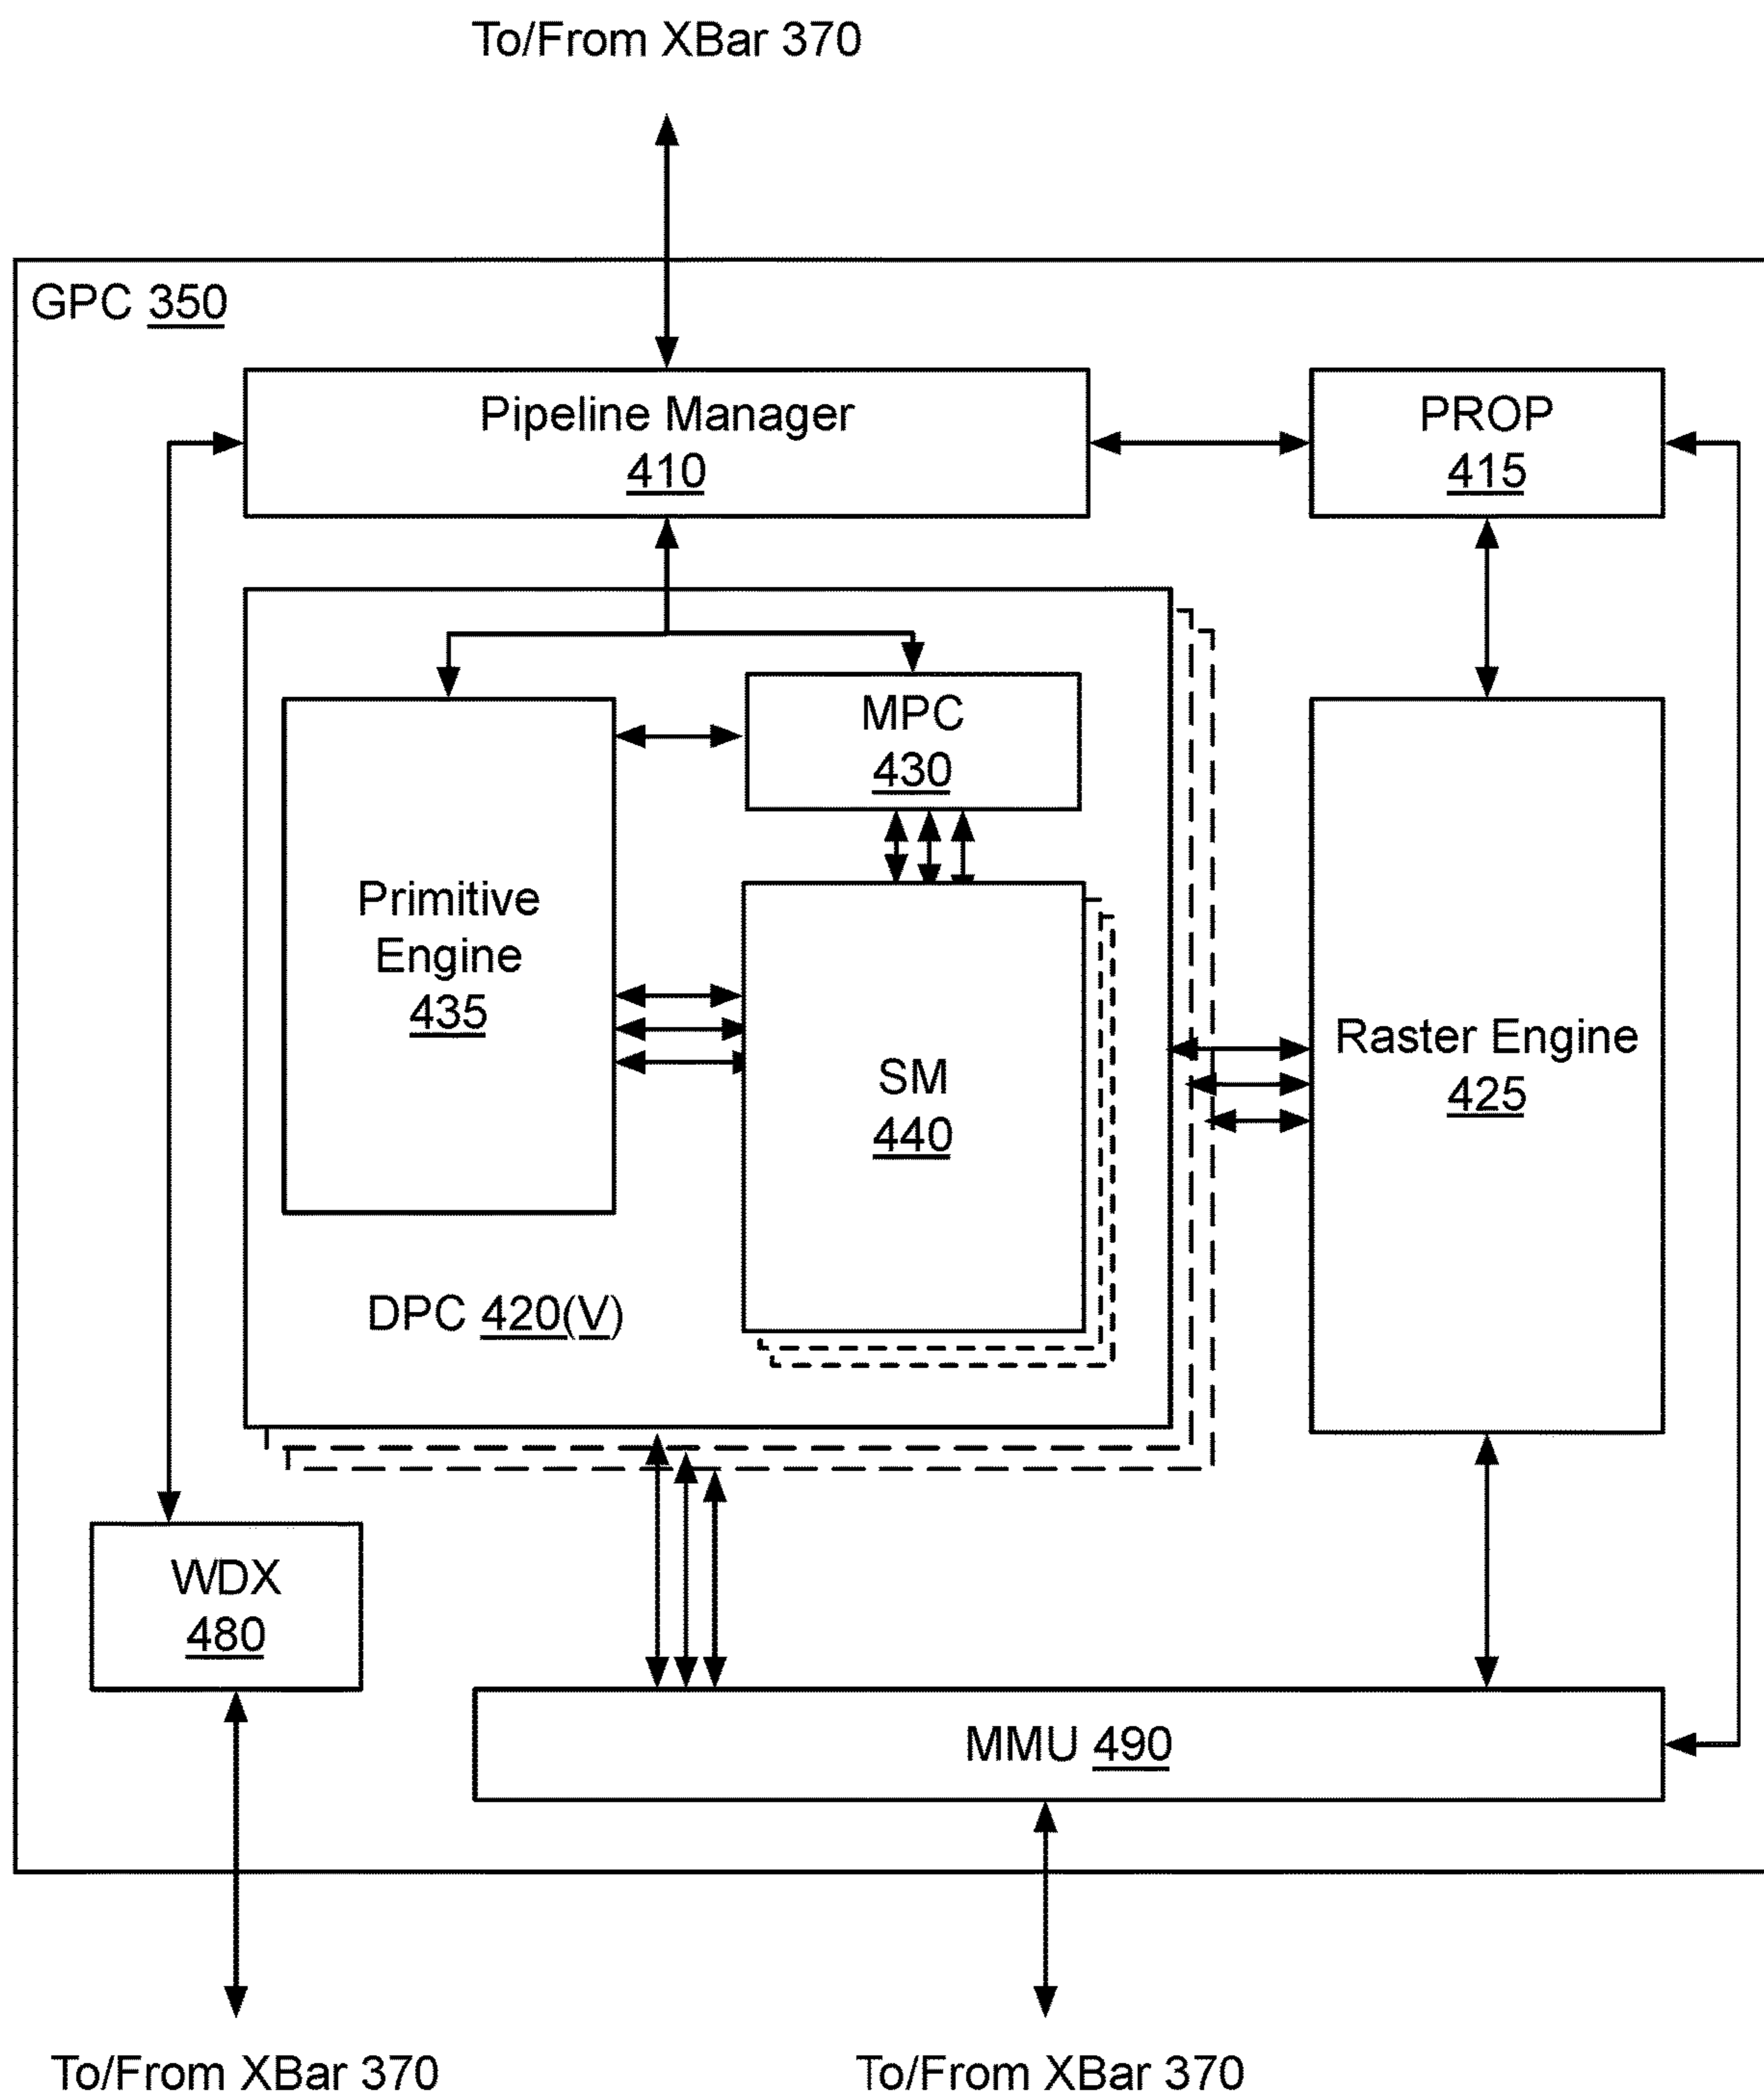 To/From XBar 370
GPC 350
Pipeline Manager
410
PROP
415
MPC
430
Primitive
Engine
435
SM
440
Raster Engine
425
DPC 420(V)
WDX
480
MMU 490
To/From XBar 370
To/From XBar 370